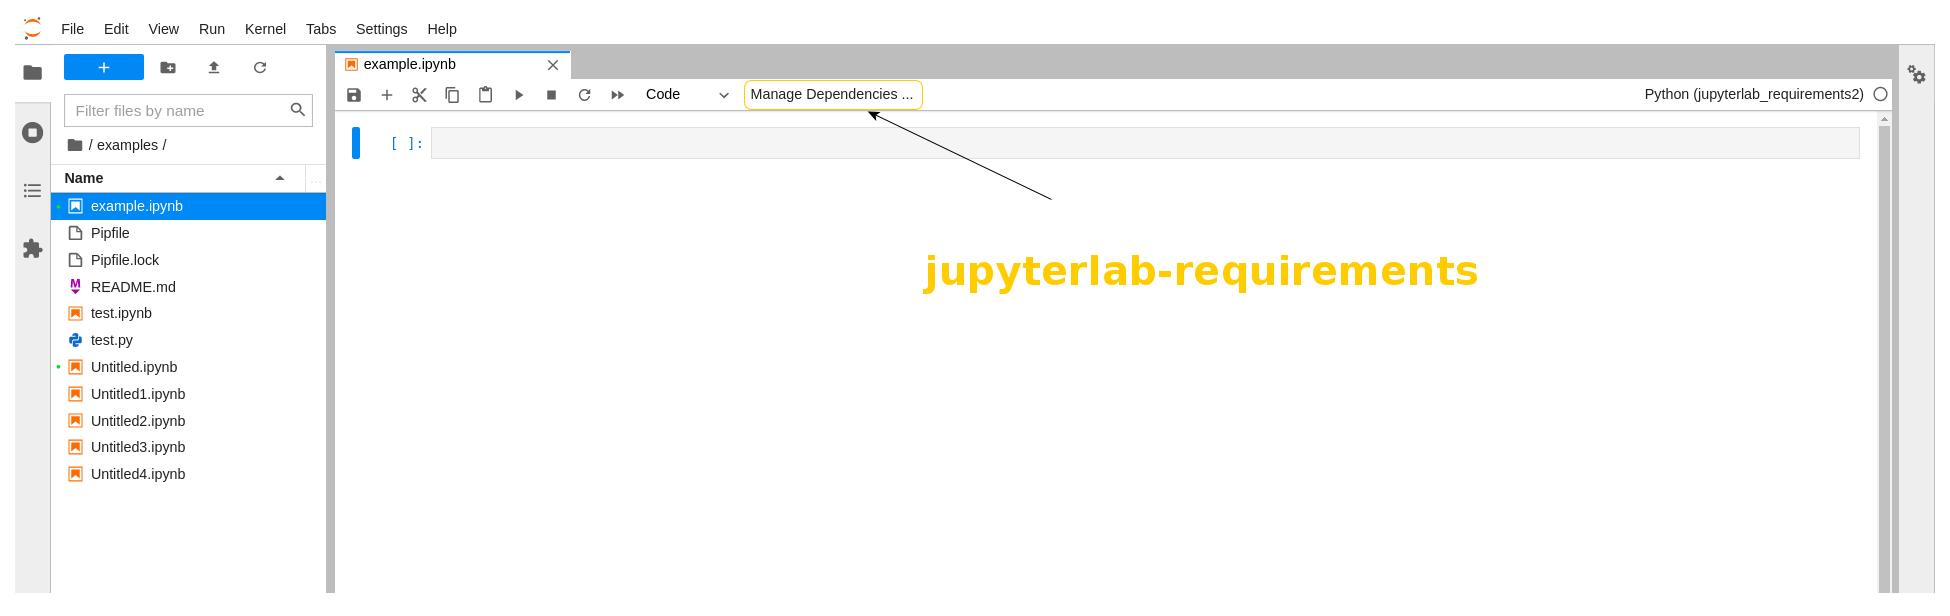 File Edit View Run Kernel Tabs Settings Help
example.ipynb
Code Manage Dependencies ... Python (jupyterlab_requirements2)
Filter files by name
/ examples /
[ ]:
Name
...
example.ipynb
Pipfile
Pipfile.lock
README.md
test.ipynb
test.py
Untitled.ipynb
Untitled1.ipynb
Untitled2.ipynb
Untitled3.ipynb
Untitled4.ipynb
jupyterlab-requirements